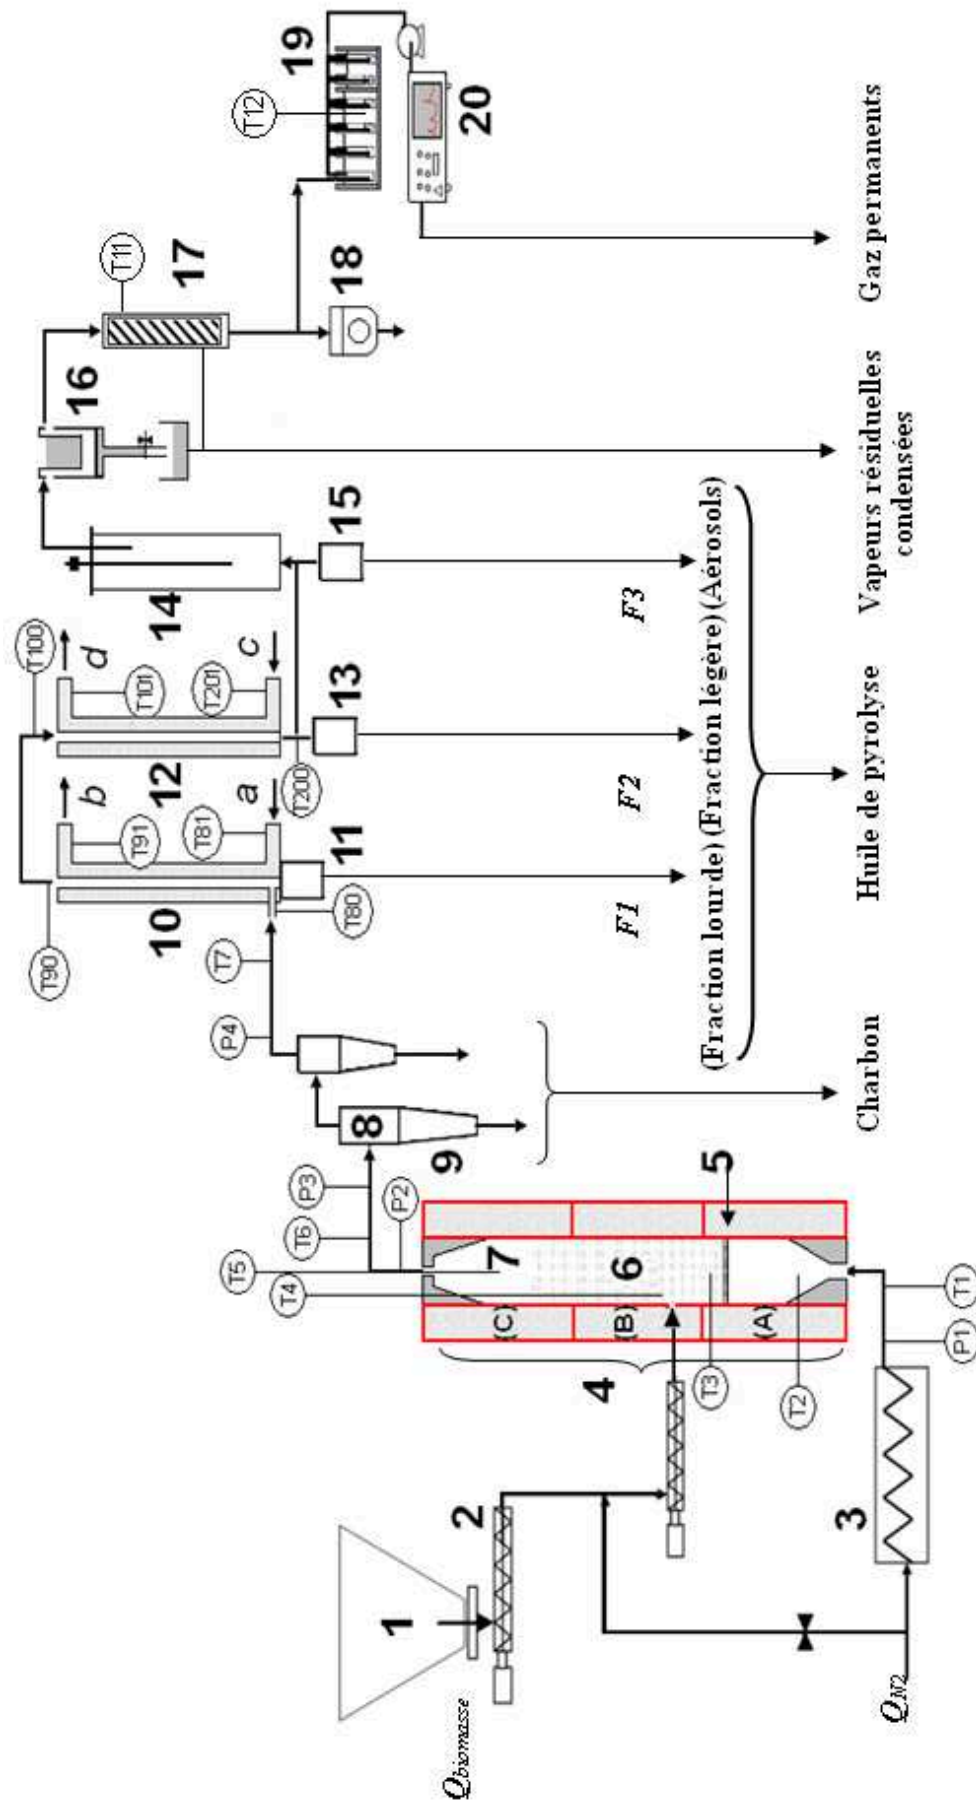 Q_biomasse
Q_N2
1
2
3
4
(A)
(B)
(C)
5
6
7
8
9
10
11
12
13
14
15
16
17
18
19
20
P1
T1
T2
T3
T4
T5
P2
T6
P3
P4
T7
T80
T81
T90
T91
a
b
T100
T101
T200
T201
c
d
T11
T12
F1
F2
F3
(Fraction lourde) (Fraction légère) (Aérosols)
Charbon
Huile de pyrolyse
Vapeurs résiduelles
condensées
Gaz permanents